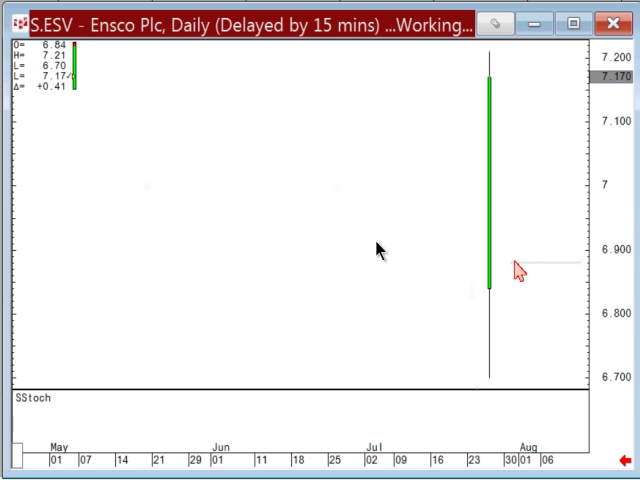 S.ESV - Ensco Plc, Daily (Delayed by 15 mins) ...Working...
O= 6.84
H= 7.21
L= 6.70
L= 7.17
Δ= +0.41
7.200
7.170
7.100
7
6.900
6.800
6.700
SStoch
May Jun Jul Aug
01 07 14 21 29 01 11 18 25 02 09 16 23 30 01 06